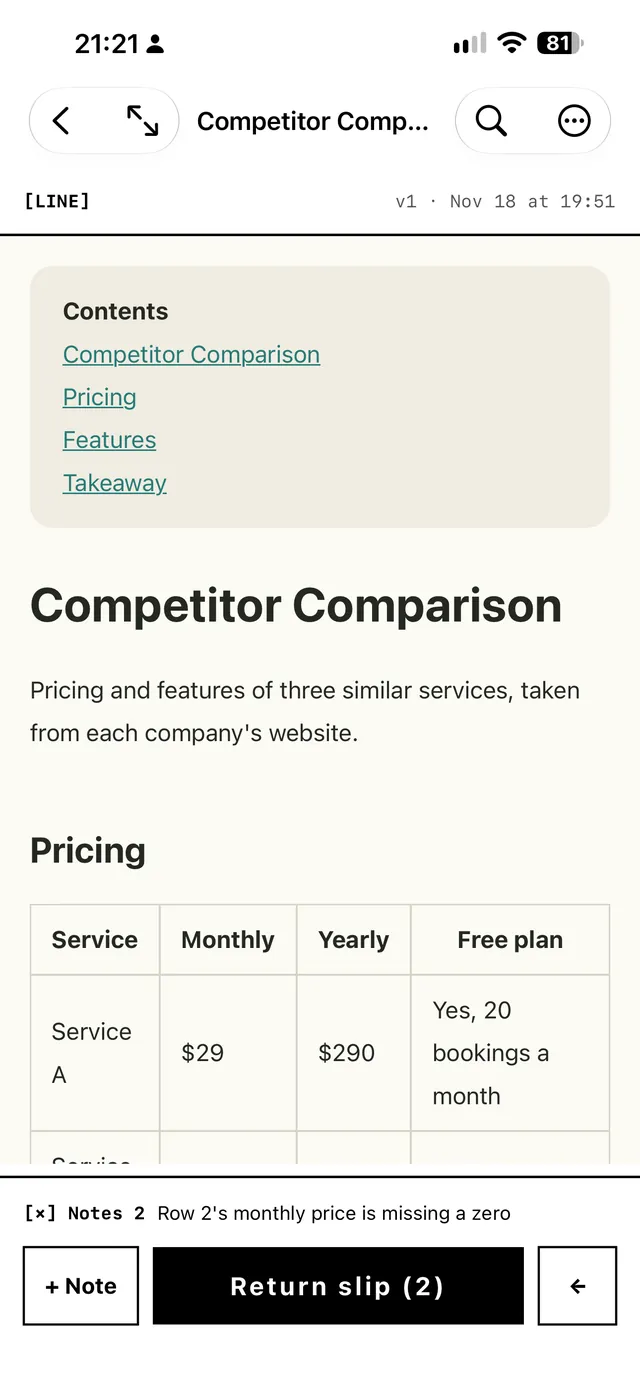 21:21
81
Competitor Comp...
[LINE]
v1 · Nov 18 at 19:51
Contents
Competitor Comparison
Pricing
Features
Takeaway
Competitor Comparison
Pricing and features of three similar services, taken
from each company's website.
Pricing
Service Monthly Yearly Free plan
Service
A
$29
$290
Yes, 20
bookings a
month
Service
[×] Notes 2 Row 2's monthly price is missing a zero
+ Note
Return slip (2)
←